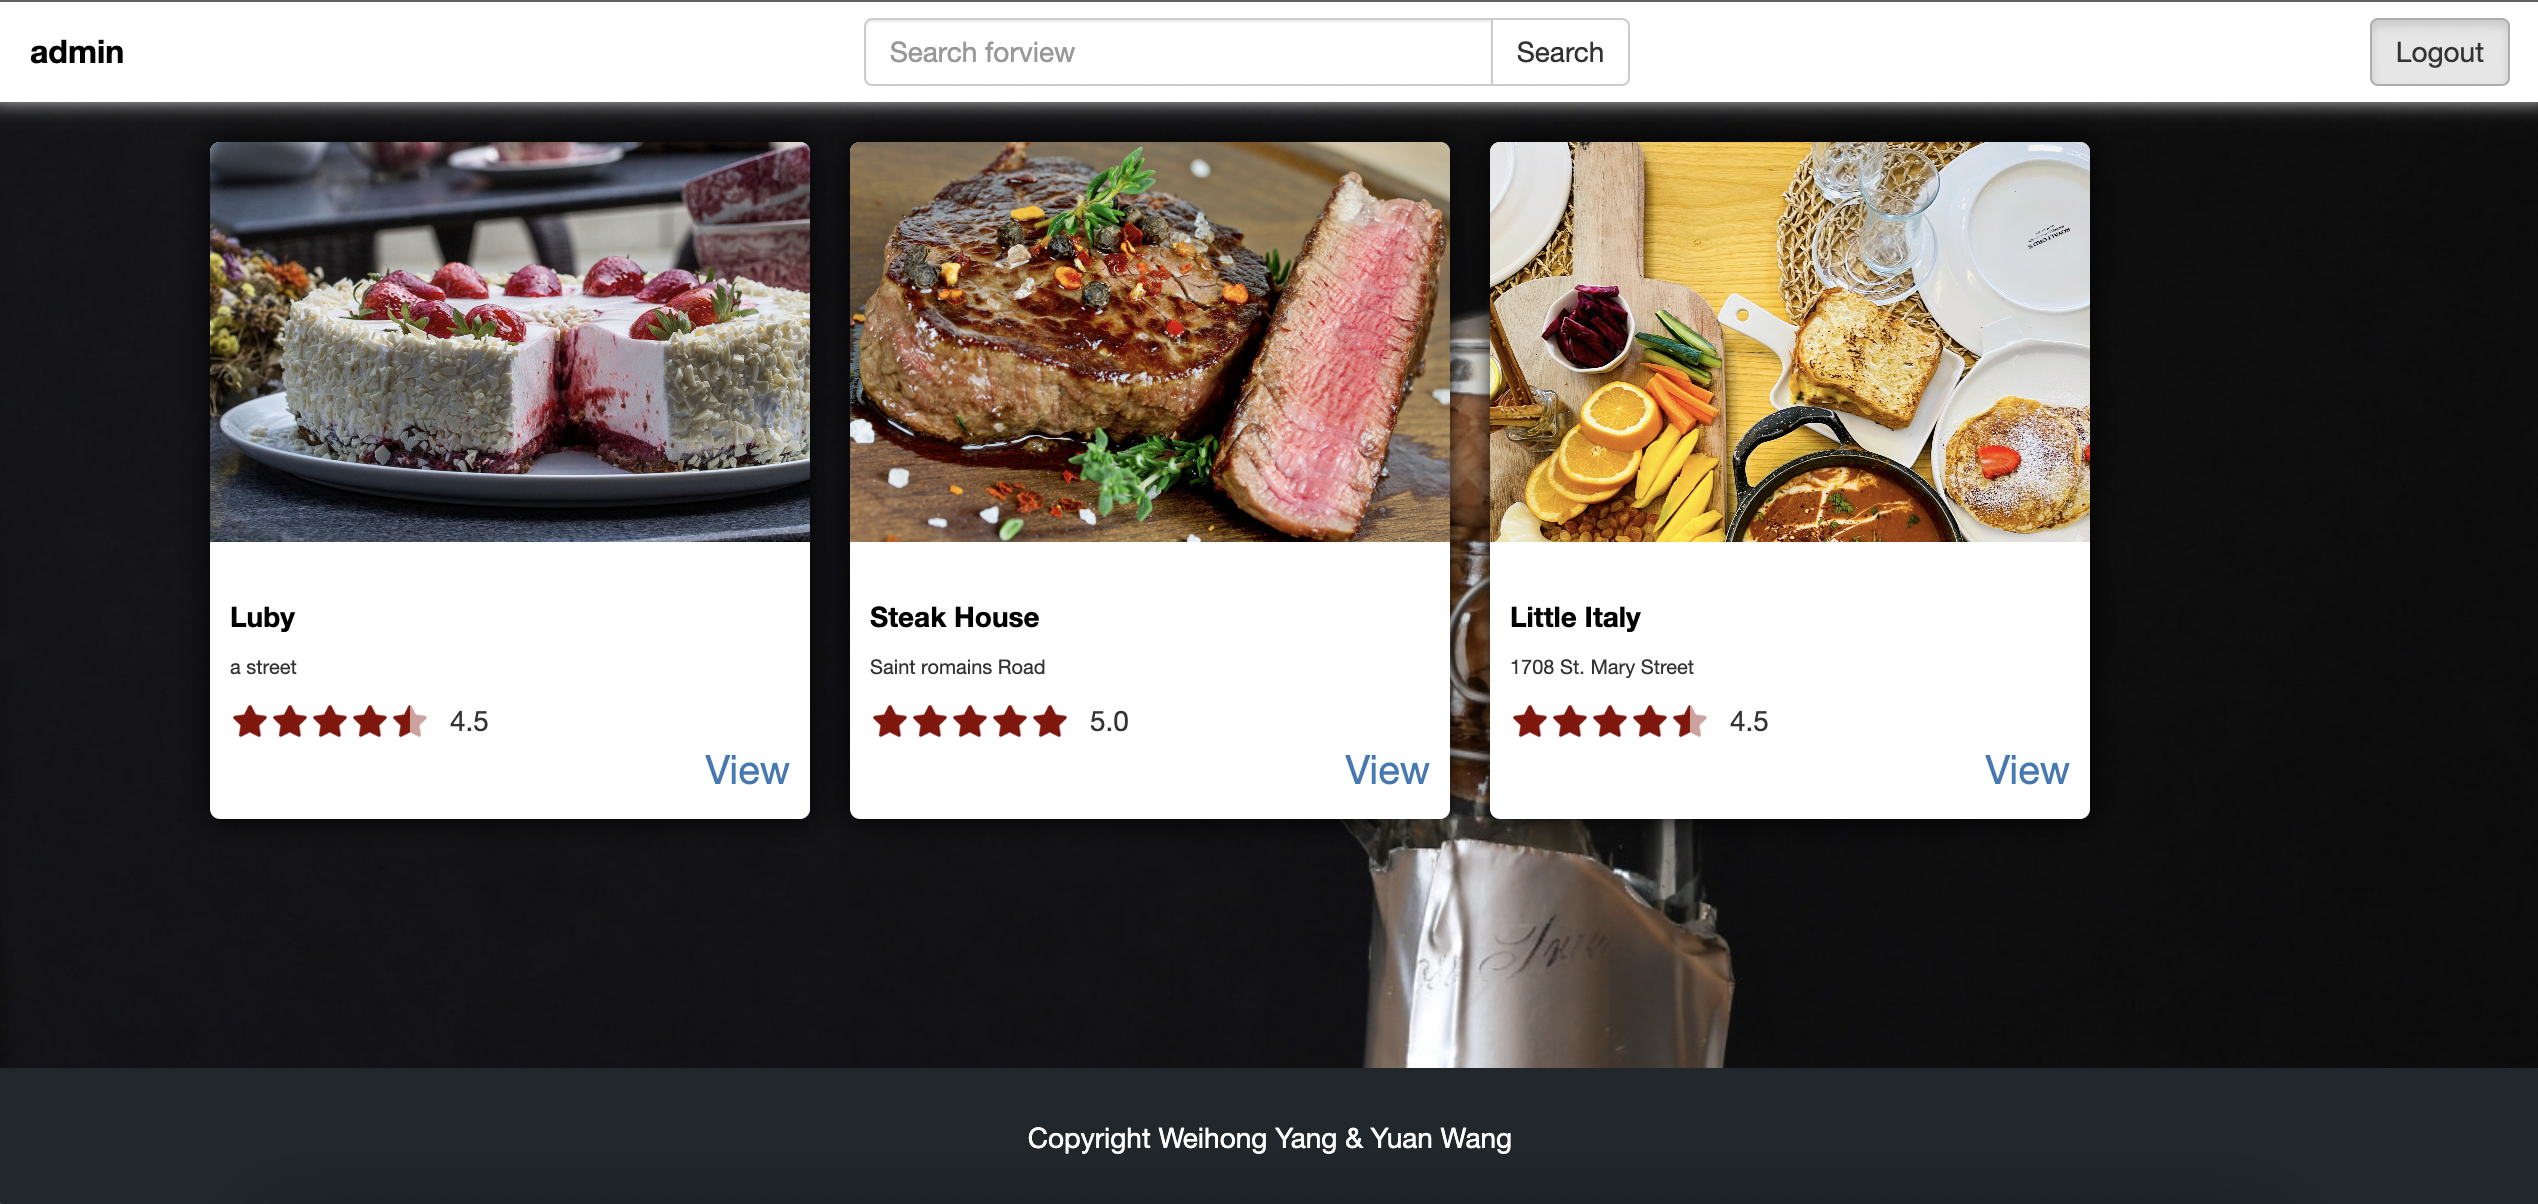 admin
Search forview
Search
Logout
Luby
a street
4.5
View
Steak House
Saint romains Road
5.0
View
Little Italy
1708 St. Mary Street
4.5
View
Copyright Weihong Yang & Yuan Wang